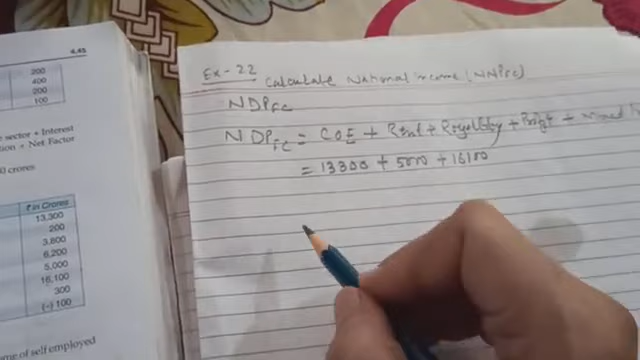 4.45
200
400
200
100
sector + Interest
tion + Net Factor
0 crores
₹ in Crores
13,300
200
3,800
6,200
5,000
16,100
300
(-) 100
me of self employed
Ex - 22 Calculate National income (NNPFC)
NDPFC
NDPFC = COE + Rent + Royality + Profit + mixed
= 13300 + 5000 + 16100